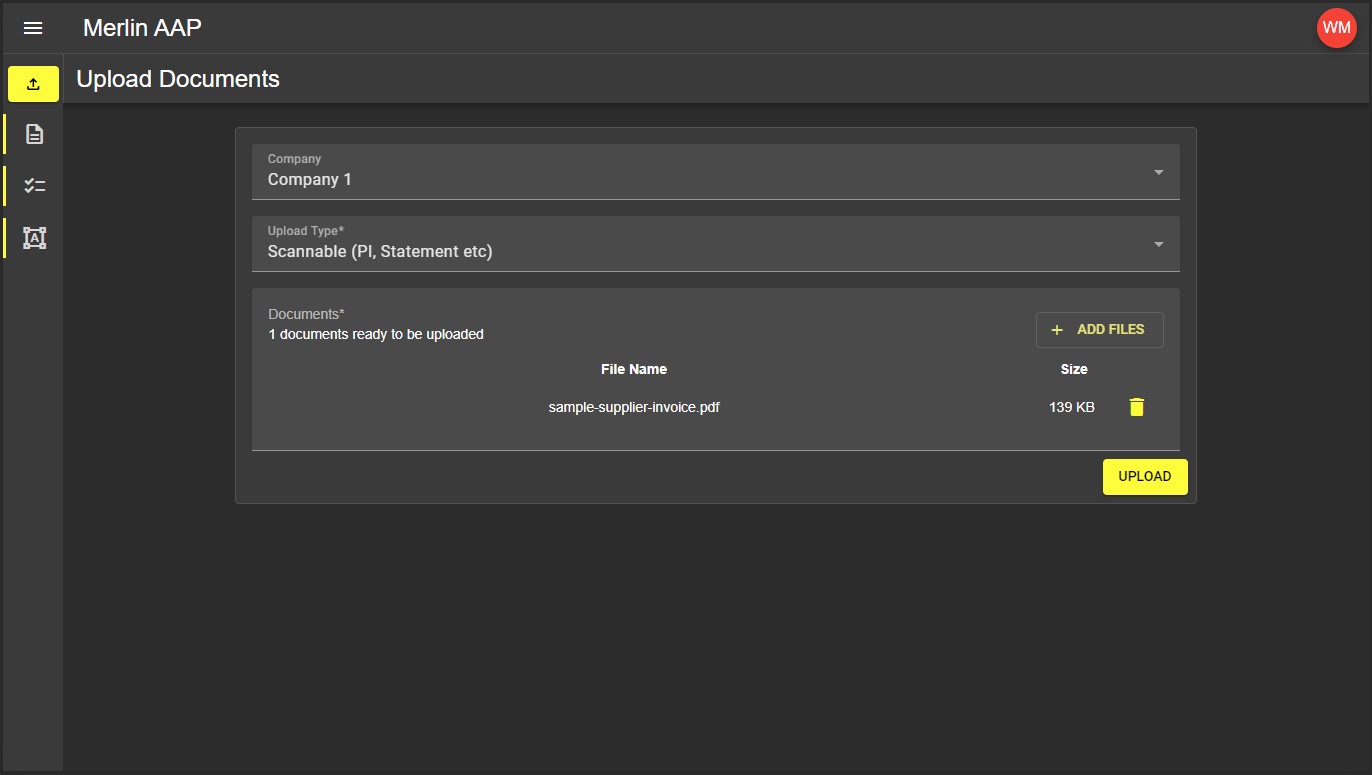 Merlin AAP
WM
Upload Documents
Company
Company 1
Upload Type*
Scannable (PI, Statement etc)
Documents*
1 documents ready to be uploaded
+ ADD FILES
File Name Size
sample-supplier-invoice.pdf 139 KB
UPLOAD
A